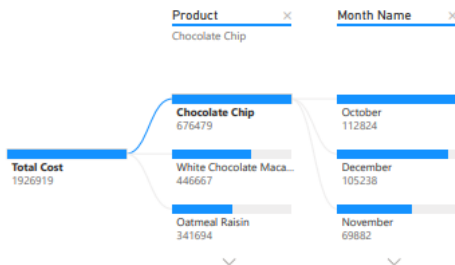 Product
Chocolate Chip
Month Name
Total Cost
1926919
Chocolate Chip
676479
White Chocolate Maca...
446667
Oatmeal Raisin
341694
October
112824
December
105238
November
69882